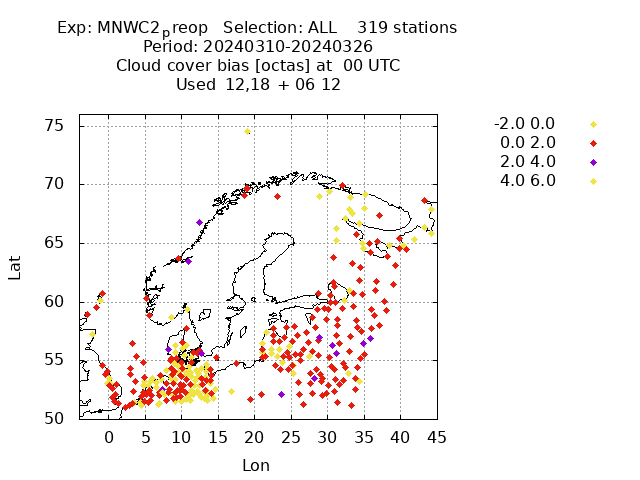 Exp: MNWC2preop Selection: ALL 319 stations
Period: 20240310-20240326
Cloud cover bias [octas] at 00 UTC
Used 12,18 + 06 12
-2.0 0.0
0.0 2.0
2.0 4.0
4.0 6.0
Lat
75
70
65
60
55
50
0 5 10 15 20 25 30 35 40 45
Lon